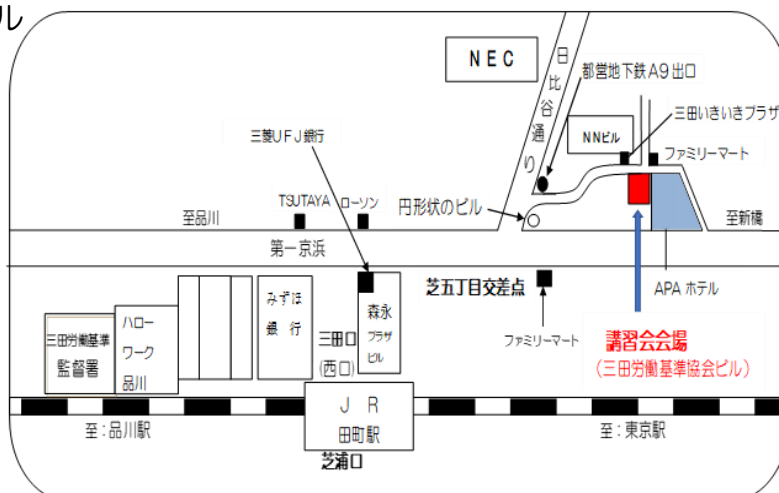 ル
NEC
日比谷通り
都営地下鉄A9出口
三田いきいきプラザ
NNビル
三菱UFJ銀行
ファミリーマート
TSUTAYA
ローソン
円形状のビル
至品川
至新橋
第一京浜
APAホテル
芝五丁目交差点
みずほ
銀行
森永
プラザ
ビル
三田口
(西口)
ファミリーマート
講習会会場
(三田労働基準協会ビル)
三田労働基準
監督署
ハロー
ワーク
品川
JR
田町駅
至:品川駅
至:東京駅
芝浦口